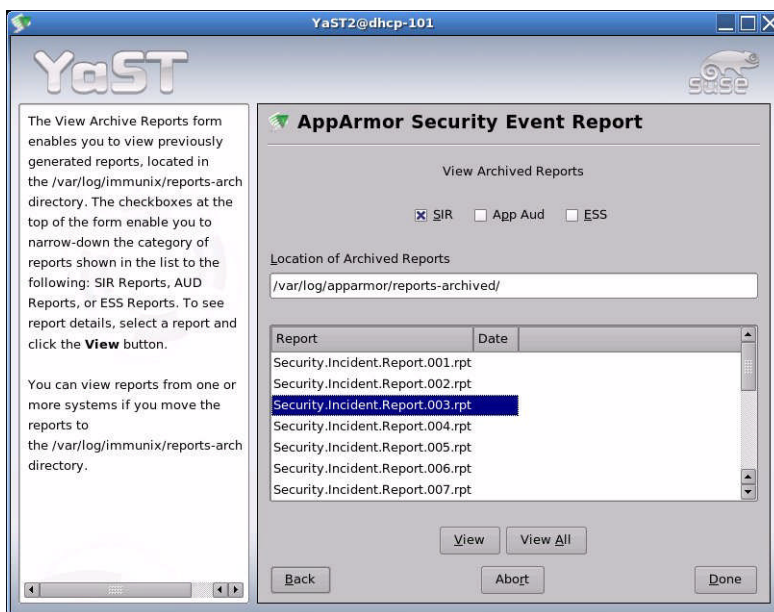 YaST2@dhcp-101
YaST
suse
The View Archive Reports form
enables you to view previously
generated reports, located in
the /var/log/immunix/reports-arch
directory. The checkboxes at the
top of the form enable you to
narrow-down the category of
reports shown in the list to the
following: SIR Reports, AUD
Reports, or ESS Reports. To see
report details, select a report and
click the View button.
You can view reports from one or
more systems if you move the
reports to
the /var/log/immunix/reports-arch
directory.
AppArmor Security Event Report
View Archived Reports
SIR App Aud ESS
Location of Archived Reports
/var/log/apparmor/reports-archived/
Report Date
Security.Incident.Report.001.rpt
Security.Incident.Report.002.rpt
Security.Incident.Report.003.rpt
Security.Incident.Report.004.rpt
Security.Incident.Report.005.rpt
Security.Incident.Report.006.rpt
Security.Incident.Report.007.rpt
View View All
Back Abort Done